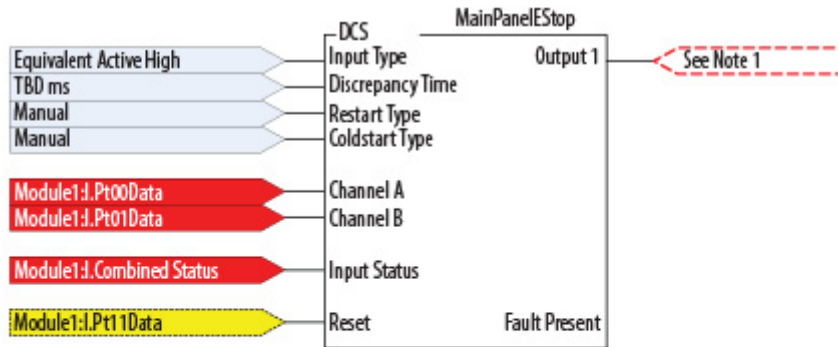 MainPanelEStop
DCS
Equivalent Active High Input Type Output 1 See Note 1
TBD ms Discrepancy Time
Manual Restart Type
Manual Coldstart Type
Module1:I.Pt00Data Channel A
Module1:I.Pt01Data Channel B
Module1:I.Combined Status Input Status
Module1:I.Pt11Data Reset Fault Present